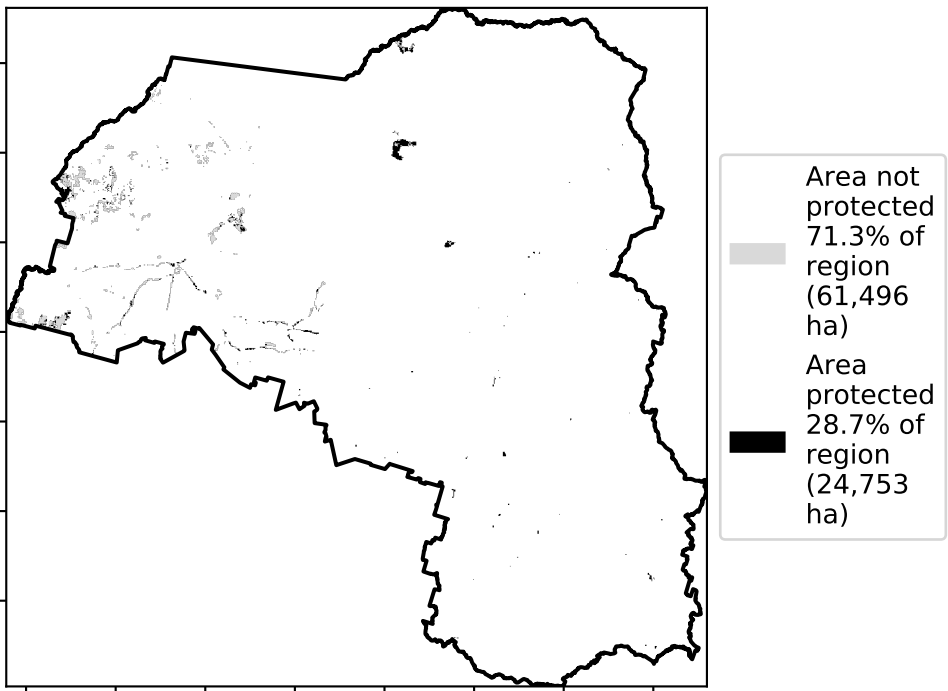 Area not
protected
71.3% of
region
(61,496
ha)
Area
protected
28.7% of
region
(24,753
ha)